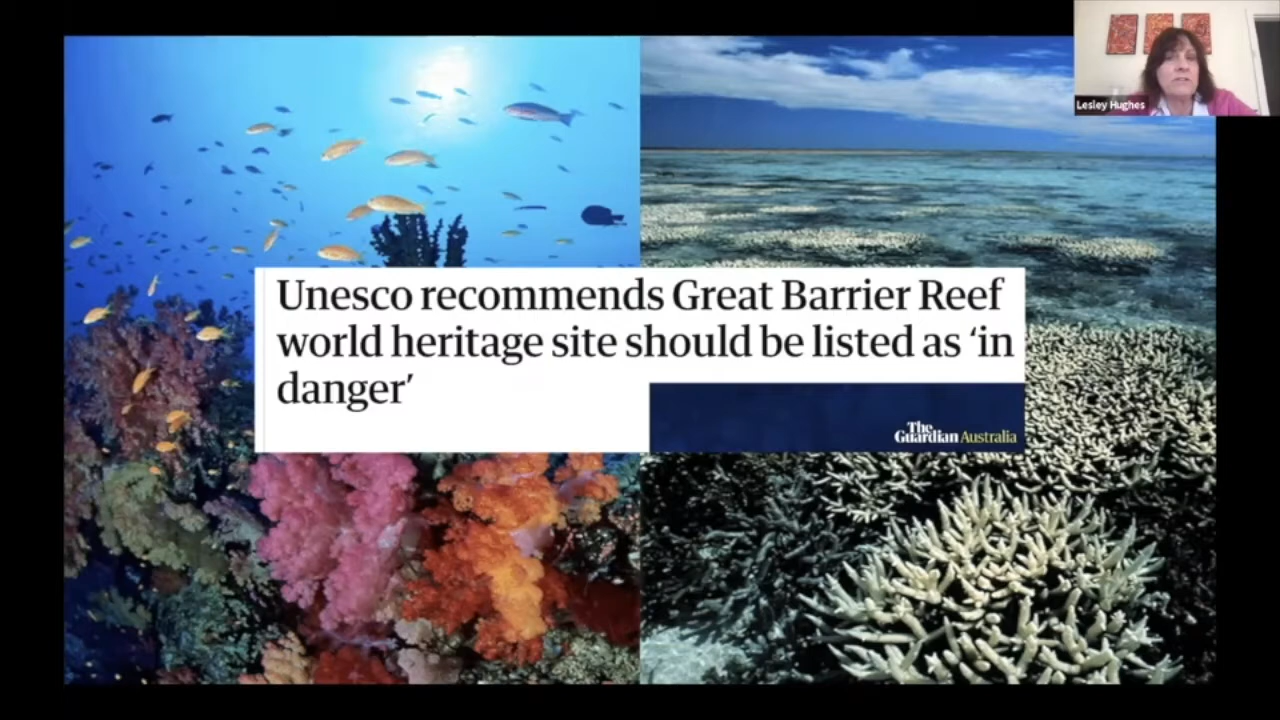 Lesley Hughes
Unesco recommends Great Barrier Reef
world heritage site should be listed as ‘in
danger’
The
Guardian Australia